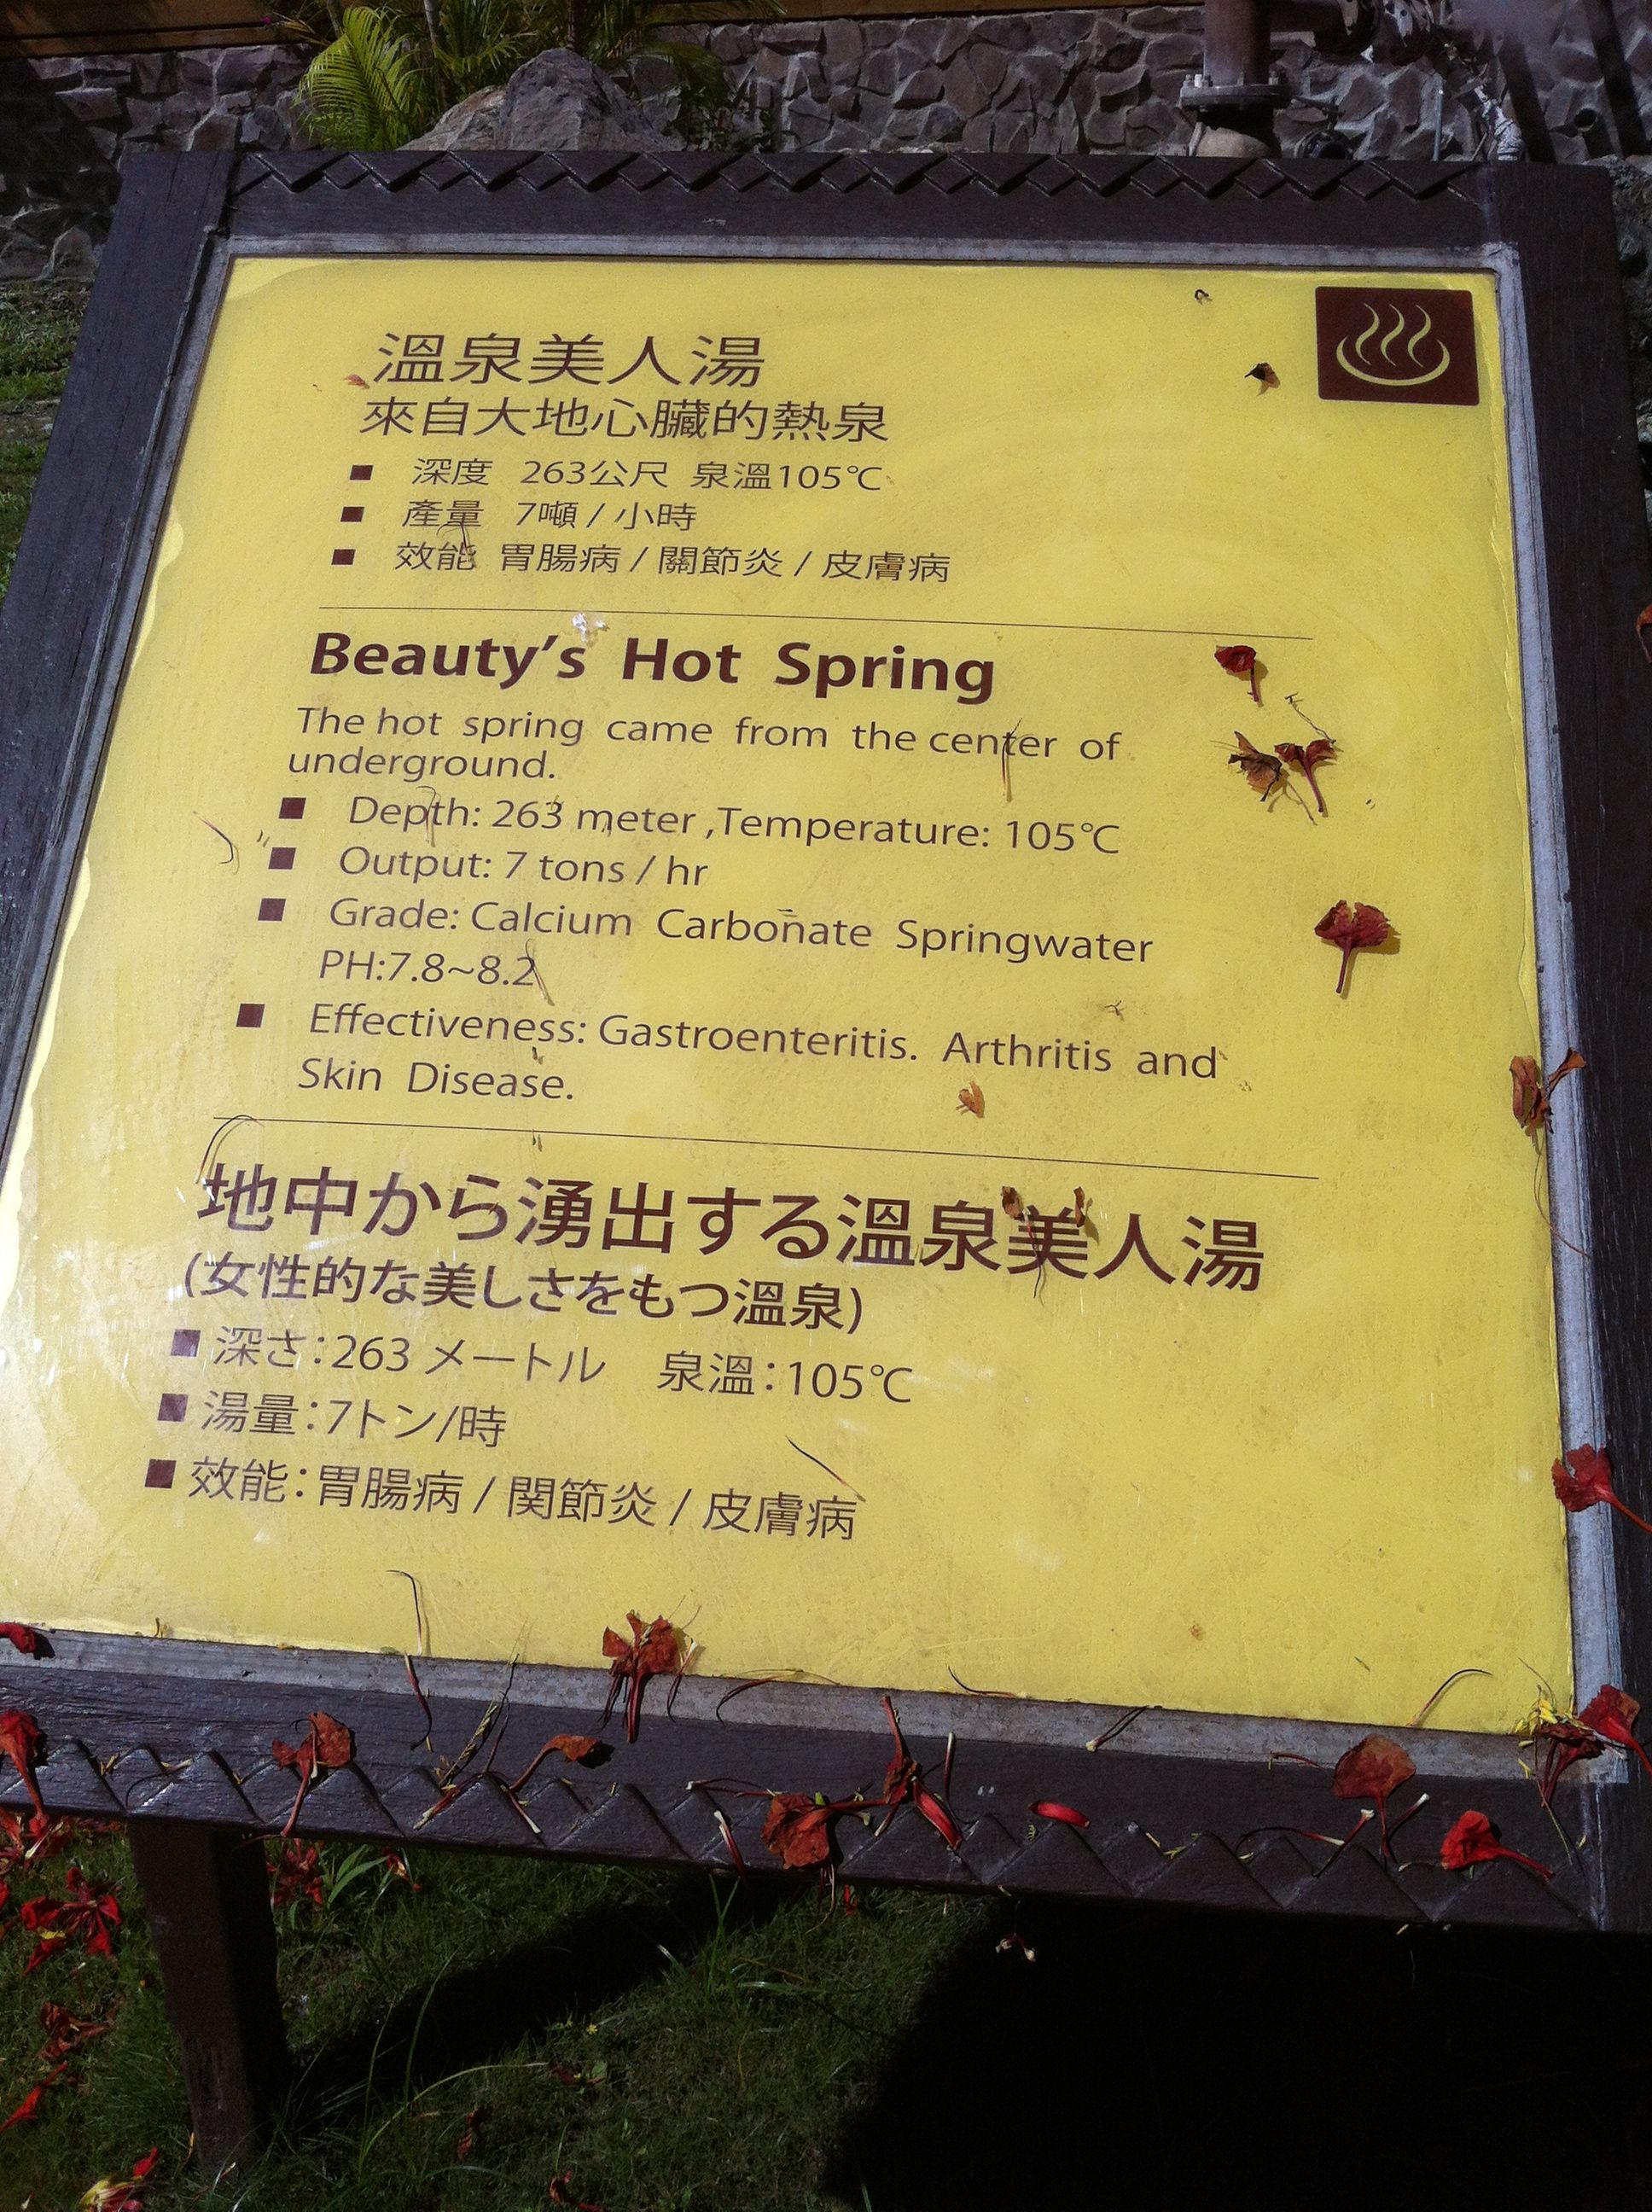 溫泉美人湯
來自大地心臟的熱泉
■ 深度 263公尺 泉溫105℃
■ 產量 7噸 / 小時
■ 效能 胃腸病 / 關節炎 / 皮膚病
Beauty's Hot Spring
The hot spring came from the center of
underground.
■ Depth: 263 meter ,Temperature: 105℃
■ Output: 7 tons / hr
■ Grade: Calcium Carbonate Springwater
PH:7.8~8.2
■ Effectiveness: Gastroenteritis. Arthritis and
Skin Disease.
地中から湧出する溫泉美人湯
(女性的な美しさをもつ溫泉)
■ 深さ:263 メートル 泉溫:105℃
■ 湯量:7トン/時
■ 效能:胃腸病 / 関節炎 / 皮膚病